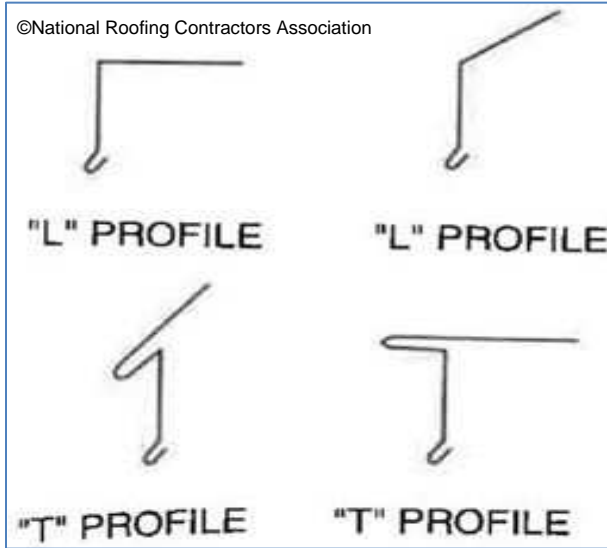 ©National Roofing Contractors Association
"L" PROFILE
"L" PROFILE
"T" PROFILE
"T" PROFILE